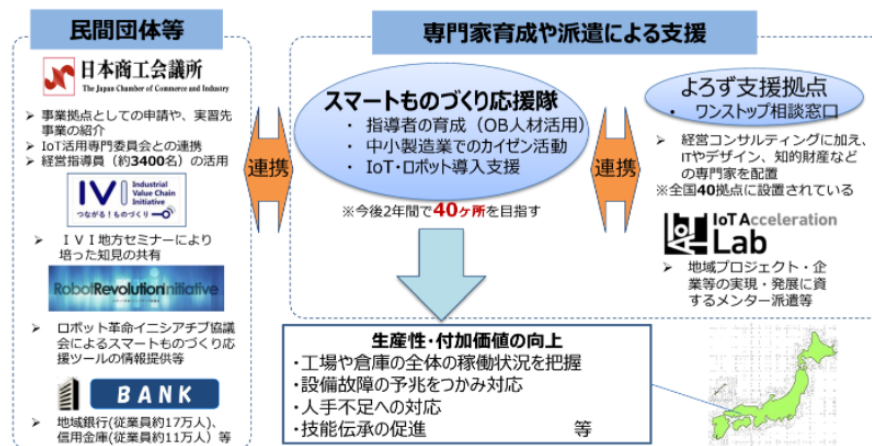 民間団体等
日本商工会議所
The Japan Chamber of Commerce and Industry
➢ 事業拠点としての申請や、実習先
事業の紹介
➢ IoT活用専門委員会との連携
➢ 経営指導員（約3400名）の活用
IVI Industrial
Value Chain
Initiative
つながる！ものづくり
➢ ＩＶＩ地方セミナーにより
培った知見の共有
RobotRevolutionInitiative
➢ ロボット革命イニシアチブ協議
会によるスマートものづくり応
援ツールの情報提供等
BANK
➢ 地域銀行(従業員約17万人)、
信用金庫(従業員約11万人）等
連携
専門家育成や派遣による支援
スマートものづくり応援隊
・ 指導者の育成（OB人材活用）
・ 中小製造業でのカイゼン活動
・ IoT・ロボット導入支援
※今後2年間で40ヶ所を目指す
連携
よろず支援拠点
・ ワンストップ相談窓口
➢ 経営コンサルティングに加え、
ITやデザイン、知的財産など
の専門家を配置
※全国40拠点に設置されている
IoT Acceleration
Lab
➢ 地域プロジェクト・企
業等の実現・発展に資
するメンター派遣等
生産性・付加価値の向上
・工場や倉庫の全体の稼働状況を把握
・設備故障の予兆をつかみ対応
・人手不足への対応
・技能伝承の促進 等